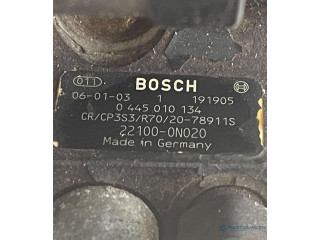 011 BOSCH
06-01-03 1 191905
0 445 010 134
CR/CP3S3/R70/20-78911S
22100-0N020
Made in Germany